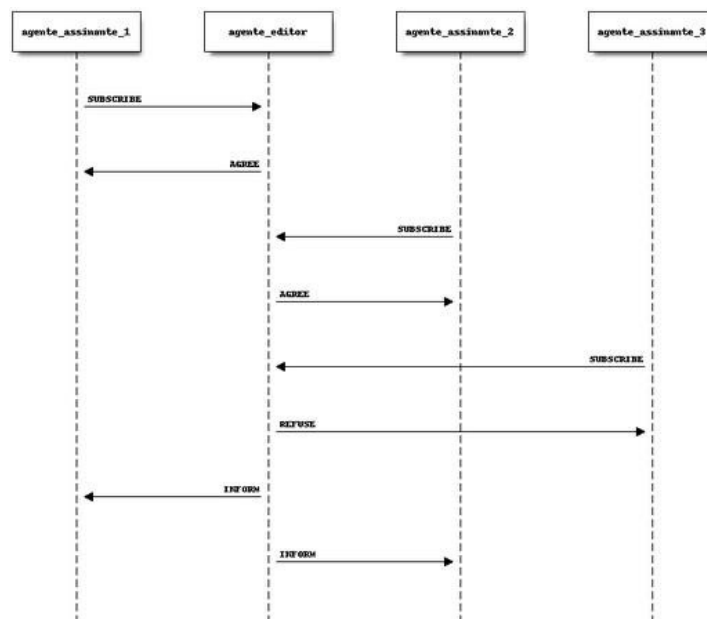 agente_assinante_1 agente_editor agente_assinante_2 agente_assinante_3
SUBSCRIBE
AGREE
SUBSCRIBE
AGREE
SUBSCRIBE
REFUSE
INFORM
INFORM